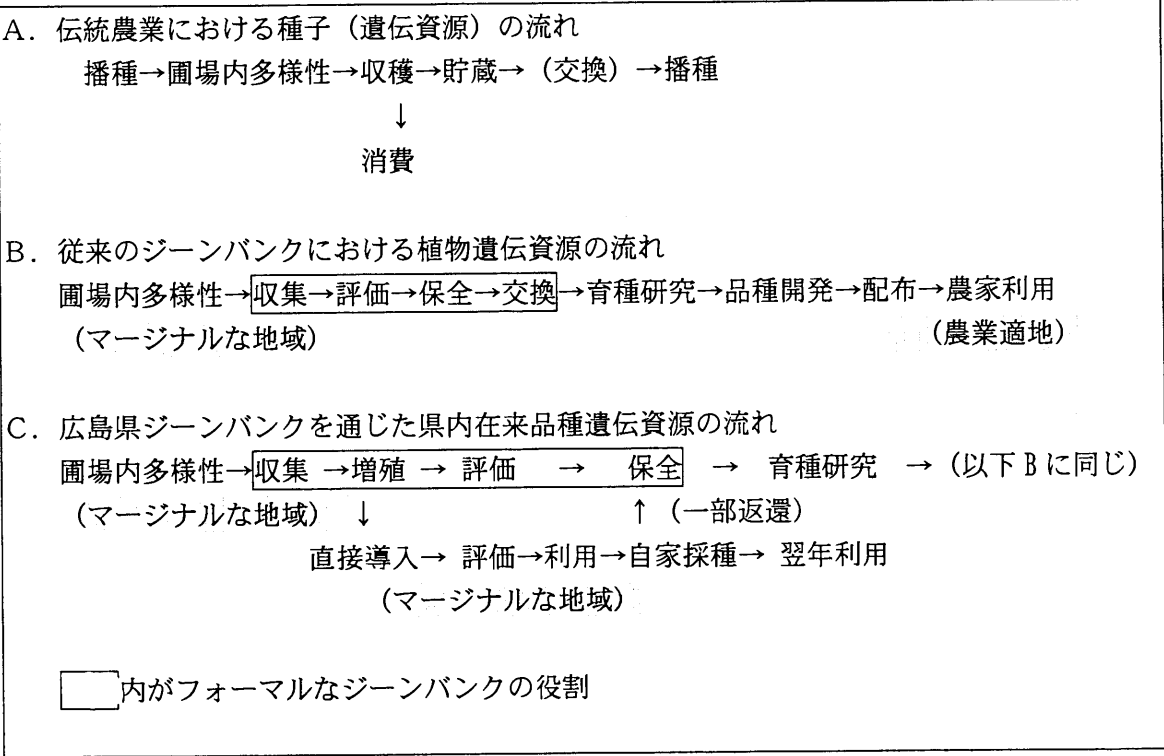 A．伝統農業における種子（遺伝資源）の流れ
播種→圃場内多様性→収穫→貯蔵→（交換）→播種
↓
消費
B．従来のジーンバンクにおける植物遺伝資源の流れ
圃場内多様性→収集→評価→保全→交換→育種研究→品種開発→配布→農家利用
（マージナルな地域） （農業適地）
C．広島県ジーンバンクを通じた県内在来品種遺伝資源の流れ
圃場内多様性→収集 →増殖 → 評価 → 保全 → 育種研究 →（以下Bに同じ）
（マージナルな地域） ↓ ↑（一部返還）
直接導入→ 評価→利用→自家採種→ 翌年利用
（マージナルな地域）
内がフォーマルなジーンバンクの役割